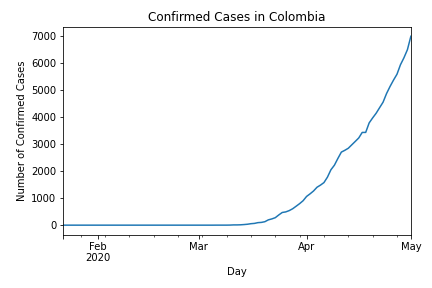 Confirmed Cases in Colombia
Number of Confirmed Cases
7000
6000
5000
4000
3000
2000
1000
0
Feb
2020
Mar
Apr
May
Day